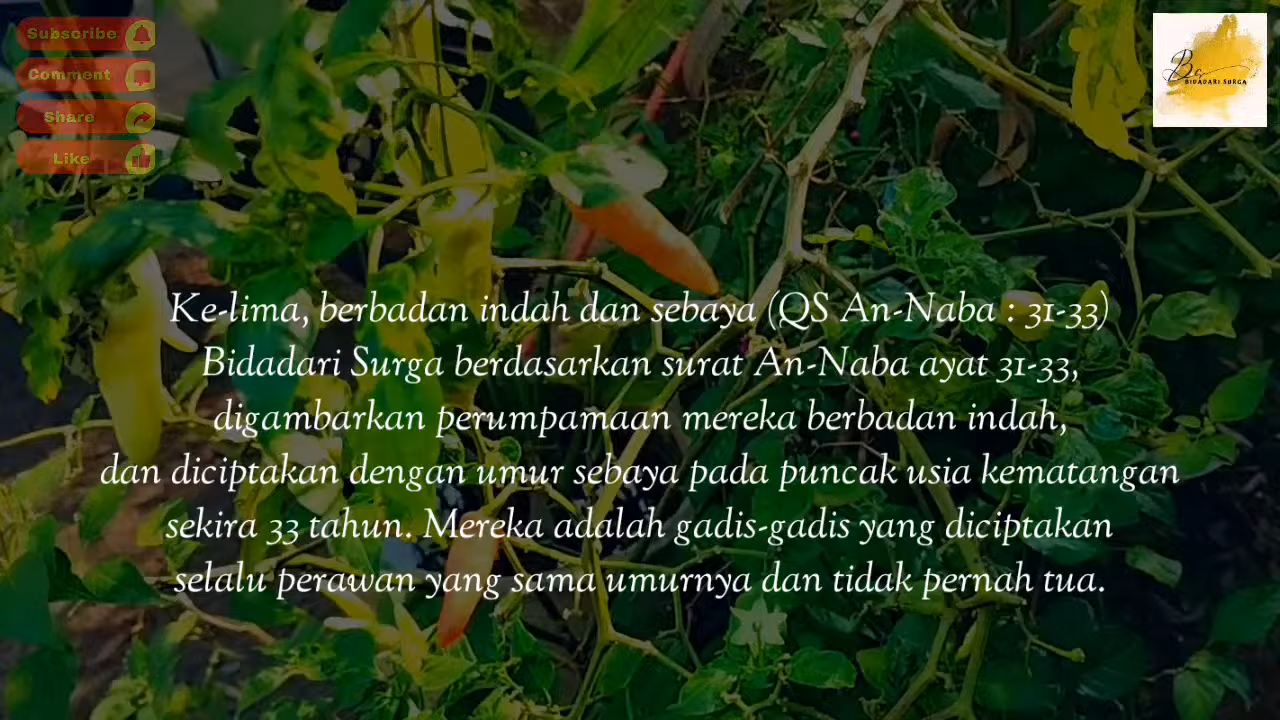 Subscribe
Comment
Share
Like
BIDADARI SURGA
Ke-lima, berbadan indah dan sebaya (QS An-Naba : 31-33)
Bidadari Surga berdasarkan surat An-Naba ayat 31-33,
digambarkan perumpamaan mereka berbadan indah,
dan diciptakan dengan umur sebaya pada puncak usia kematangan
sekira 33 tahun. Mereka adalah gadis-gadis yang diciptakan
selalu perawan yang sama umurnya dan tidak pernah tua.